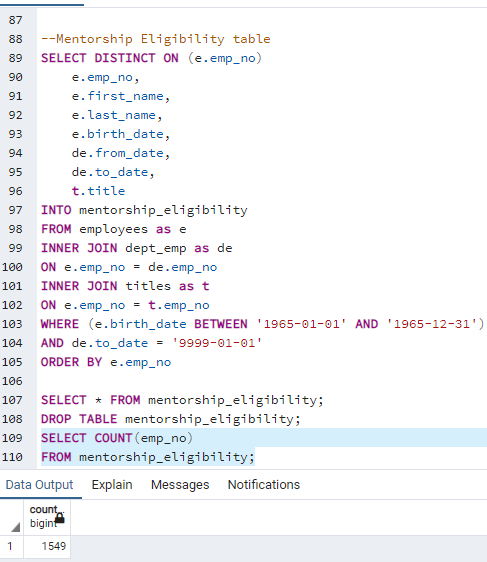 87
88 --Mentorship Eligibility table
89 SELECT DISTINCT ON (e.emp_no)
90 e.emp_no,
91 e.first_name,
92 e.last_name,
93 e.birth_date,
94 de.from_date,
95 de.to_date,
96 t.title
97 INTO mentorship_eligibility
98 FROM employees as e
99 INNER JOIN dept_emp as de
100 ON e.emp_no = de.emp_no
101 INNER JOIN titles as t
102 ON e.emp_no = t.emp_no
103 WHERE (e.birth_date BETWEEN '1965-01-01' AND '1965-12-31')
104 AND de.to_date = '9999-01-01'
105 ORDER BY e.emp_no
106
107 SELECT * FROM mentorship_eligibility;
108 DROP TABLE mentorship_eligibility;
109 SELECT COUNT(emp_no)
110 FROM mentorship_eligibility;
Data Output Explain Messages Notifications
count
bigint
1 1549